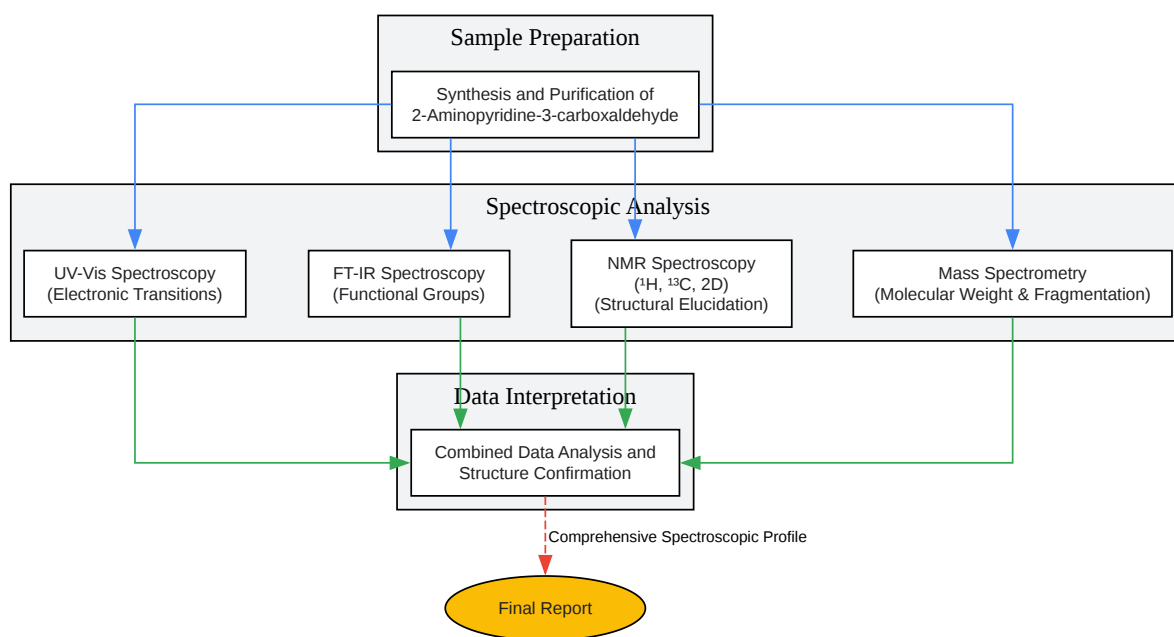 Sample Preparation
Synthesis and Purification of
2-Aminopyridine-3-carboxaldehyde
Spectroscopic Analysis
UV-Vis Spectroscopy
(Electronic Transitions)
FT-IR Spectroscopy
(Functional Groups)
NMR Spectroscopy
(¹H, ¹³C, 2D)
(Structural Elucidation)
Mass Spectrometry
(Molecular Weight & Fragmentation)
Data Interpretation
Combined Data Analysis and
Structure Confirmation
Comprehensive Spectroscopic Profile
Final Report